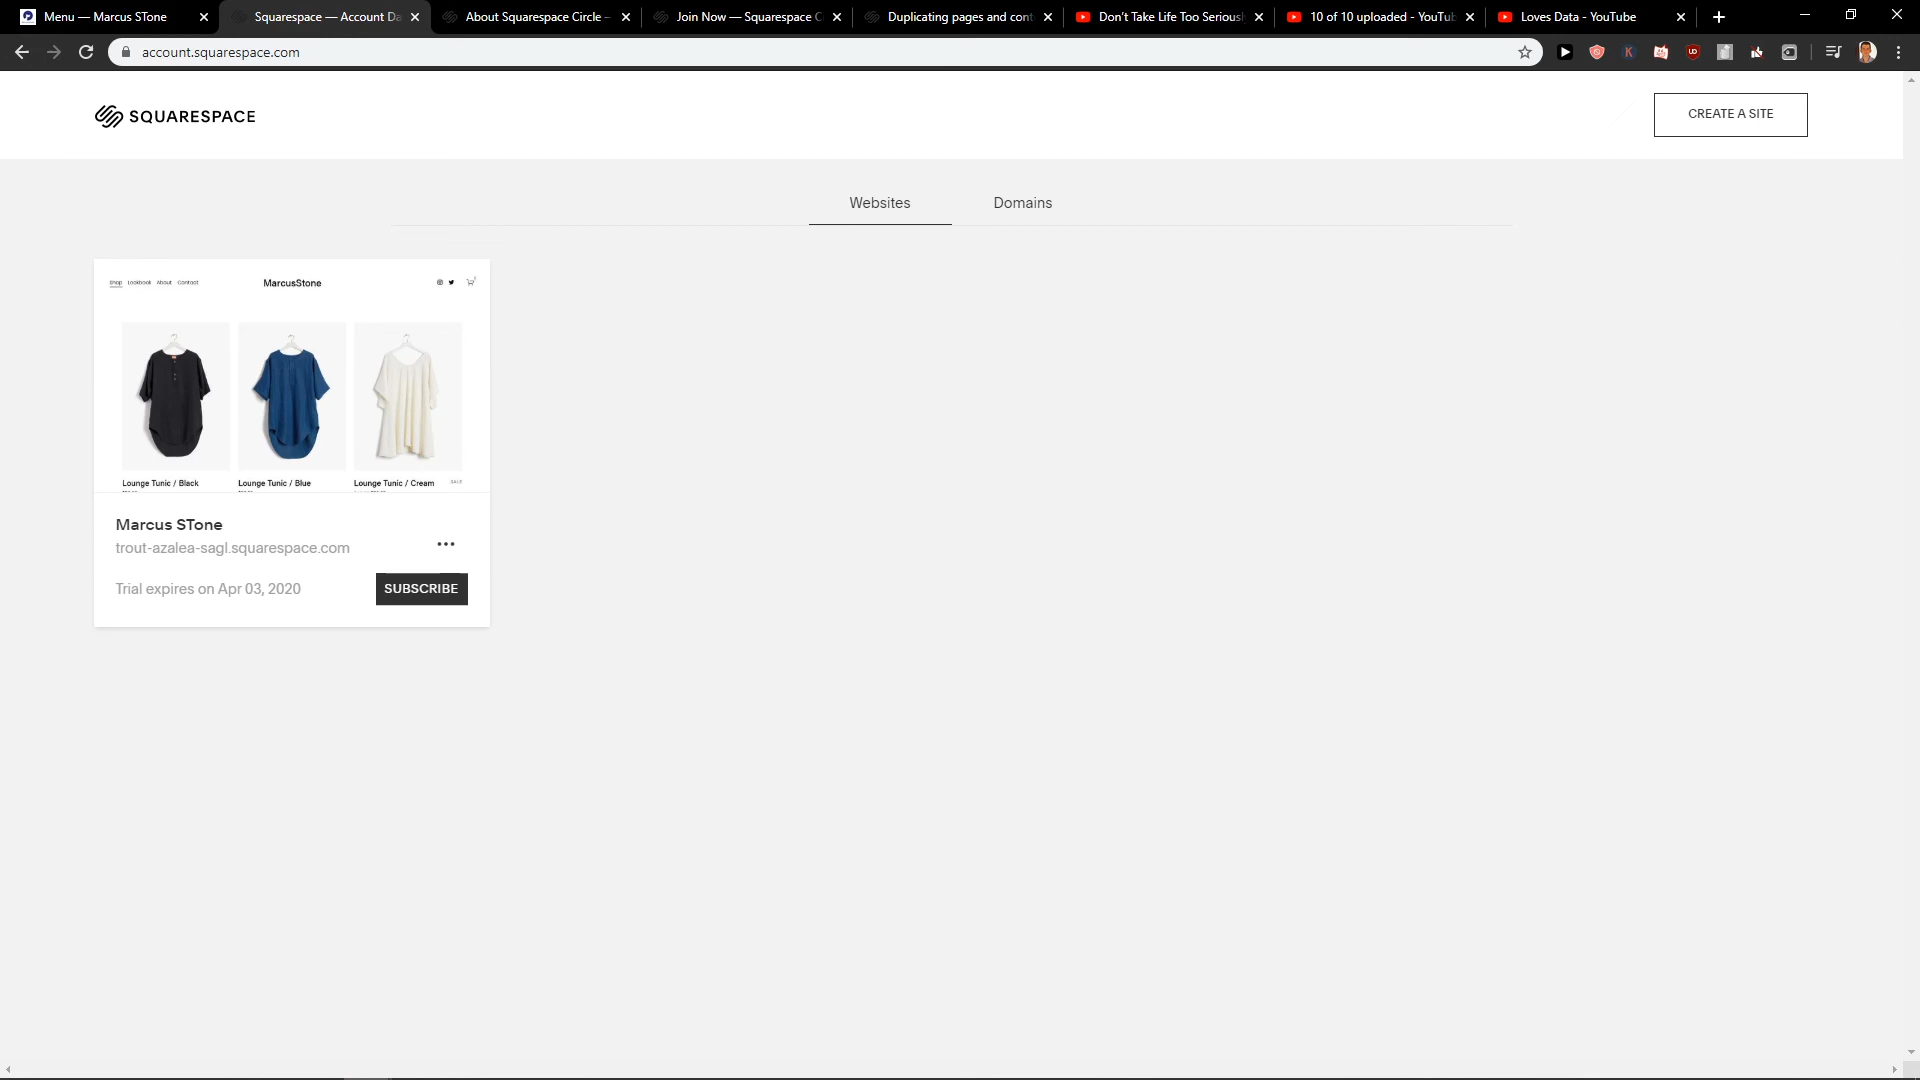 Menu — Marcus STone
Squarespace — Account Da
About Squarespace Circle –
Join Now — Squarespace C
Duplicating pages and cont
Don't Take Life Too Seriousl
10 of 10 uploaded - YouTub
Loves Data - YouTube
account.squarespace.com
SQUARESPACE
CREATE A SITE
Websites
Domains
Shop Lookbook About Contact
MarcusStone
Lounge Tunic / Black
Lounge Tunic / Blue
Lounge Tunic / Cream
SALE
Marcus STone
trout-azalea-sagl.squarespace.com
Trial expires on Apr 03, 2020
SUBSCRIBE